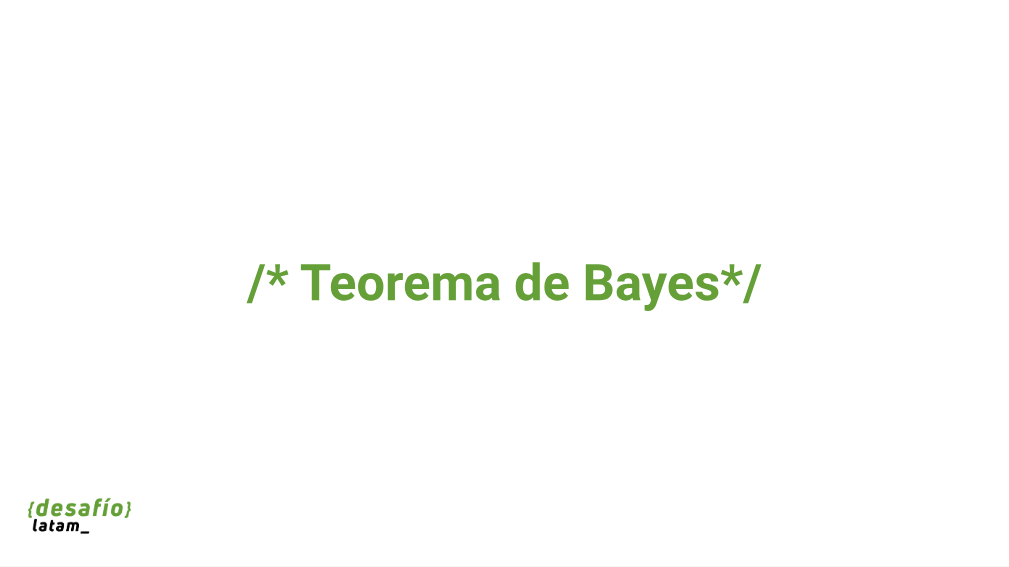 /* Teorema de Bayes*/
{desafío}
latam_